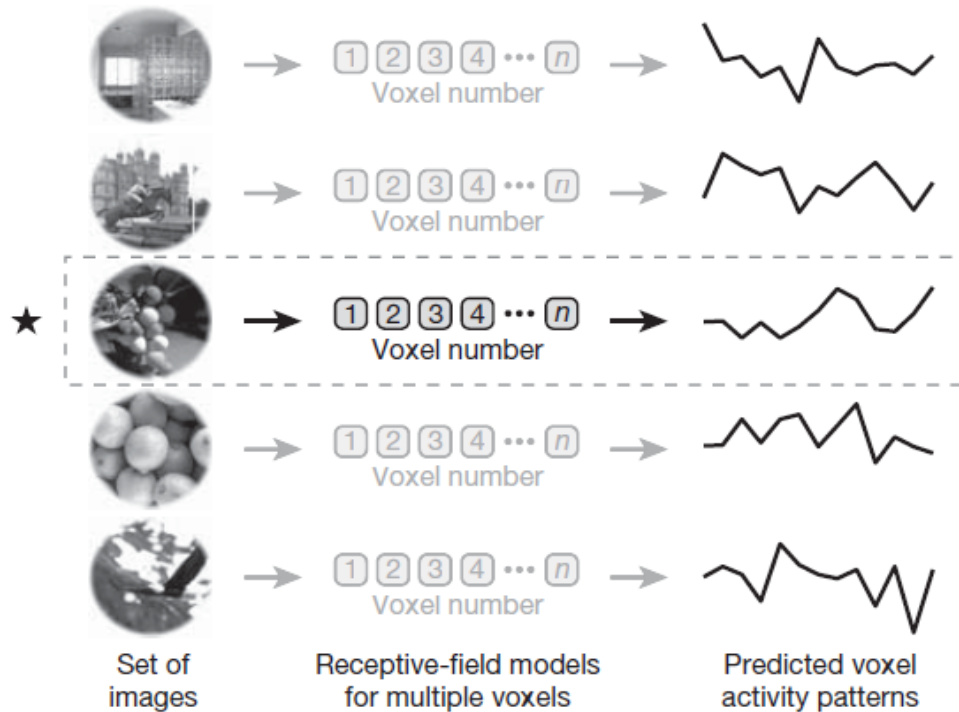 1 2 3 4 ••• n
Voxel number
1 2 3 4 ••• n
Voxel number
★
1 2 3 4 ••• n
Voxel number
1 2 3 4 ••• n
Voxel number
1 2 3 4 ••• n
Voxel number
Set of
images
Receptive-field models
for multiple voxels
Predicted voxel
activity patterns